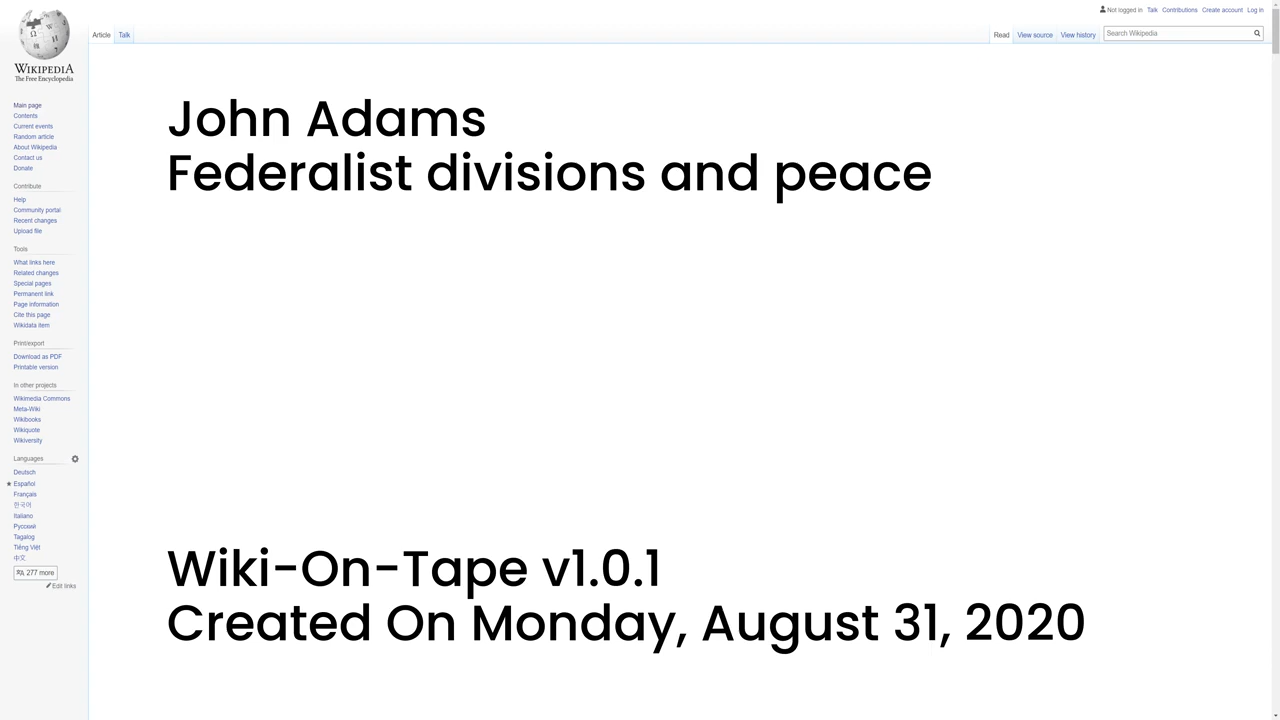 Not logged in Talk Contributions Create account Log in
Article Talk Read View source View history Search Wikipedia
WIKIPEDIA
The Free Encyclopedia
Main page
Contents
Current events
Random article
About Wikipedia
Contact us
Donate
Contribute
Help
Community portal
Recent changes
Upload file
Tools
What links here
Related changes
Special pages
Permanent link
Page information
Cite this page
Wikidata item
Print/export
Download as PDF
Printable version
In other projects
Wikimedia Commons
Meta-Wiki
Wikibooks
Wikiquote
Wikiversity
Languages
Deutsch
Español
Français
한국어
Italiano
Русский
Tagalog
Tiếng Việt
中文
277 more
Edit links
John Adams
Federalist divisions and peace
Wiki-On-Tape v1.0.1
Created On Monday, August 31, 2020